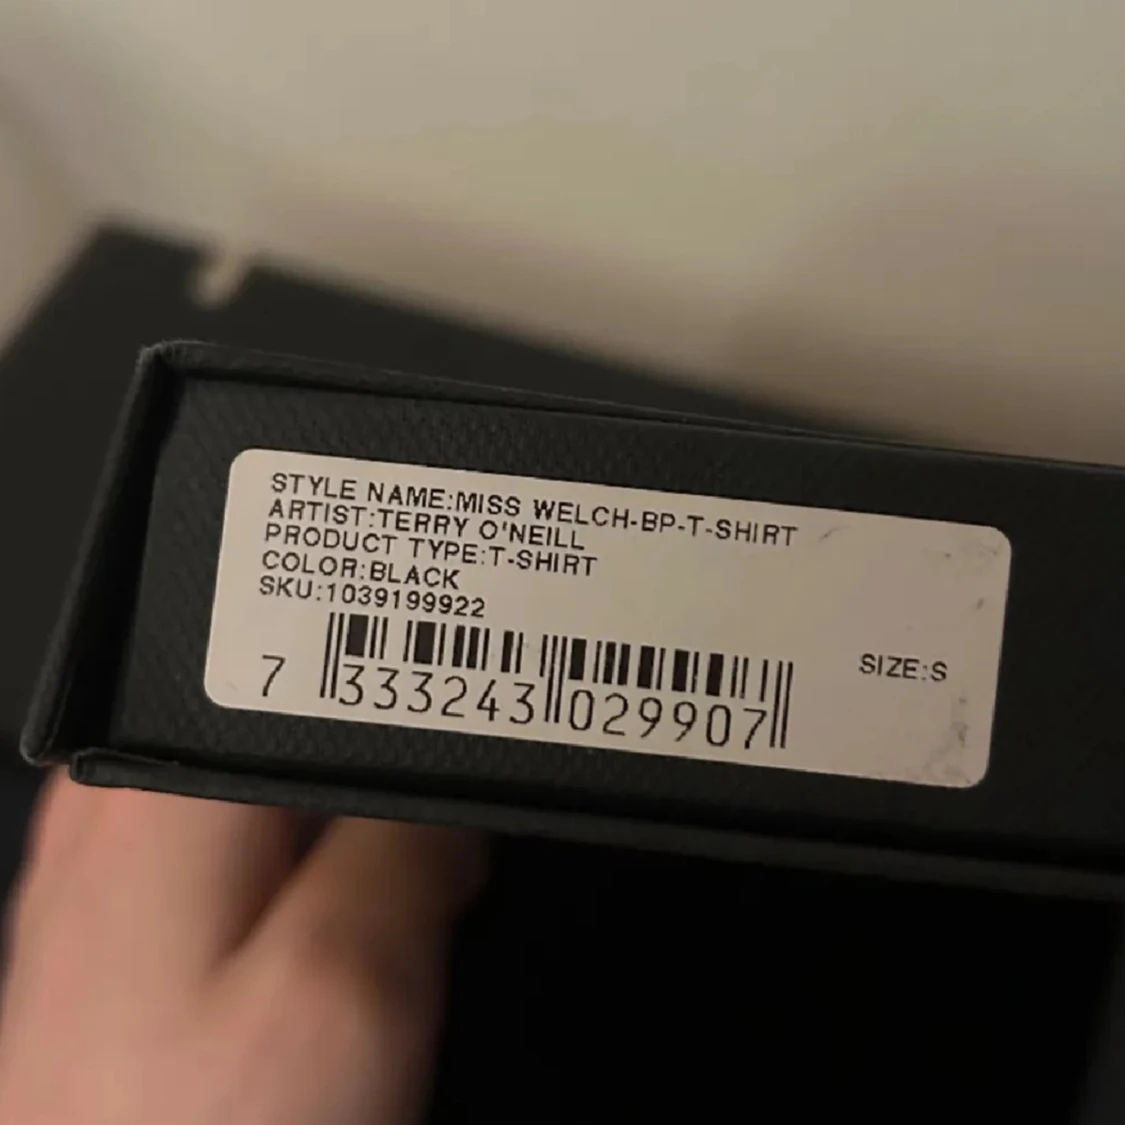 STYLE NAME:MISS WELCH-BP-T-SHIRT
ARTIST:TERRY O'NEILL
PRODUCT TYPE:T-SHIRT
COLOR:BLACK
SKU:1039199922
SIZE:S
7 333243 029907